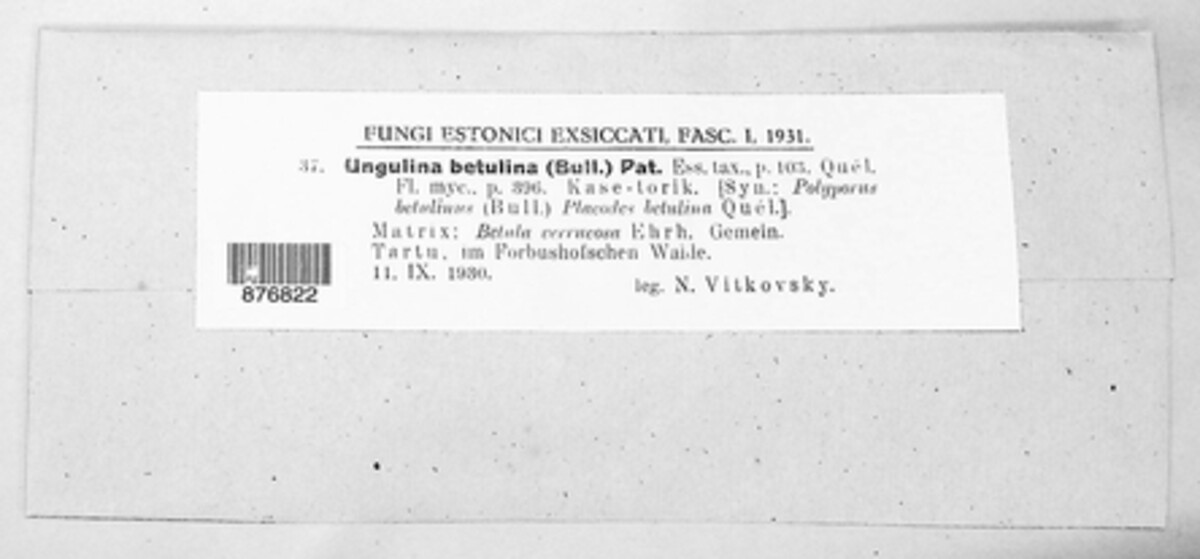 FUNGI ESTONICI EXSICCATI, FASC. I, 1931.
37. Ungulina betulina (Bull.) Pat. Ess. tax., p. 103. Quél.
Fl. myc., p. 396. Kase-torik. [Syn.: Polyporus
betulinus (Bull.) Placodes betulina Quél.].
Matrix: Betula verrucosa Ehrh. Gemein.
Tartu, im Forbushofschen Walde.
11. IX. 1930.
leg. N. Vitkovsky.
876822